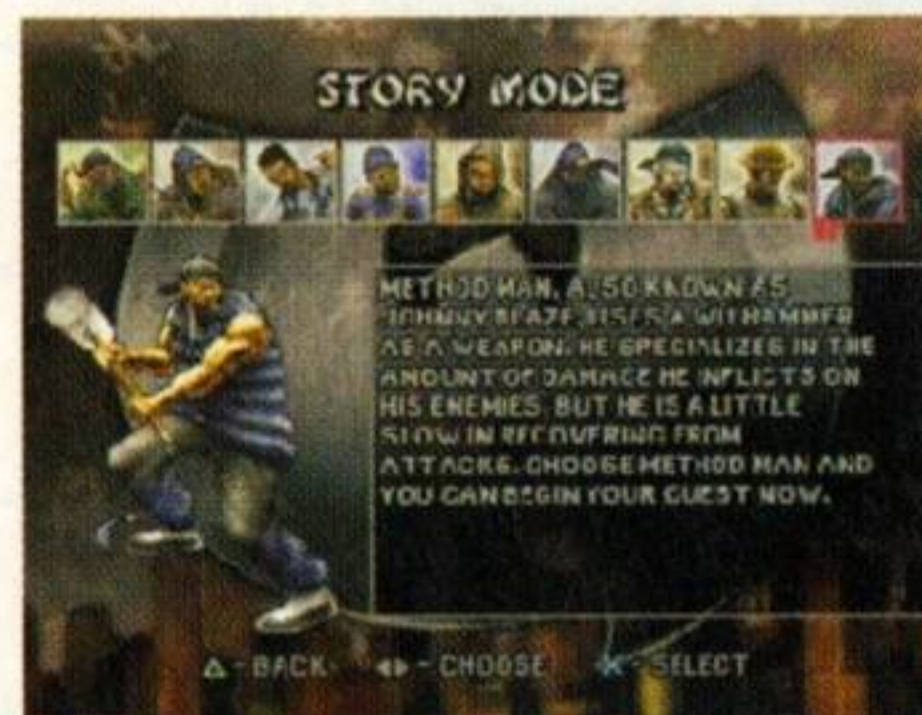 STORY MODE
METHOD MAN, ALSO KNOWN AS
JOHNNY BLAZE, USES A WU HAMMER
AS A WEAPON. HE SPECIALIZES IN THE
AMOUNT OF DAMAGE HE INFLICTS ON
HIS ENEMIES, BUT HE IS A LITTLE
SLOW IN RECOVERING FROM
ATTACKS. CHOOSE METHOD MAN AND
YOU CAN BEGIN YOUR QUEST NOW.
△ - BACK ◁▷ - CHOOSE X - SELECT